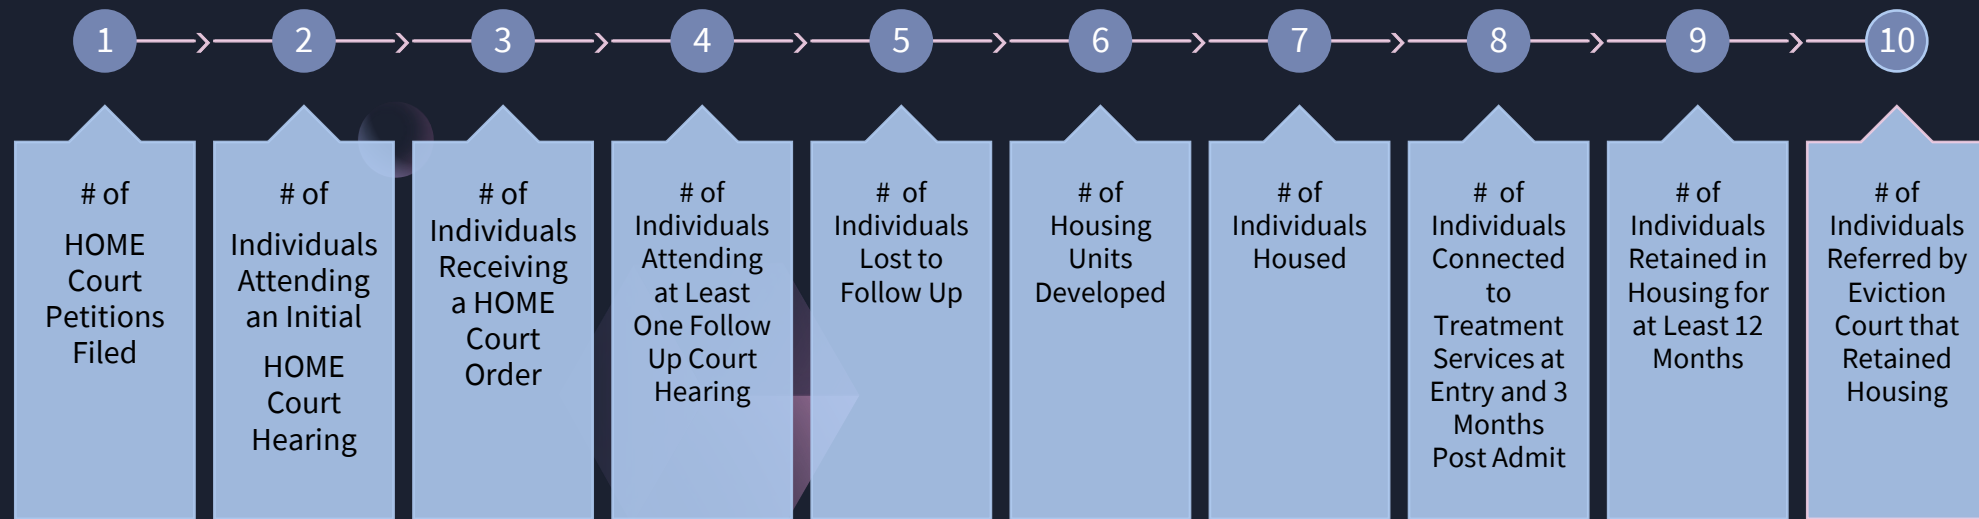 1
2
3
4
5
6
7
8
9
10
# of
HOME
Court
Petitions
Filed
# of
Individuals
Attending
an Initial
HOME
Court
Hearing
# of
Individuals
Receiving
a HOME
Court
Order
# of
Individuals
Attending
at Least
One Follow
Up Court
Hearing
# of
Individuals
Lost to
Follow Up
# of
Housing
Units
Developed
# of
Individuals
Housed
# of
Individuals
Connected
to
Treatment
Services at
Entry and 3
Months
Post Admit
# of
Individuals
Retained in
Housing for
at Least 12
Months
# of
Individuals
Referred by
Eviction
Court that
Retained
Housing